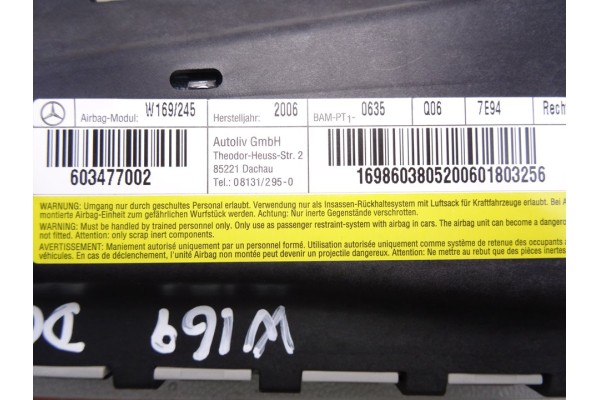 Airbag-Modul: W169/245 Herstelljahr: 2006 BAM-PT1- 0635 Q06 7E94 Rech
603477002
Autoliv GmbH
Theodor-Heuss-Str. 2
85221 Dachau
Tel.: 08131/295-0
1698603805200601803256
WARNUNG: Umgang nur durch geschultes Personal erlaubt. Verwendung nur als Insassen-Rückhaltesystem mit Luftsack für Kraftfahrzeuge erlaubt. Bei
montierte Airbag-Einheit zum gefährlichen Wurfstück werden. Nur inerte Gegenstände verschrotten.
WARNING: Must be handled by trained personnel only. Only use as passenger restraint-system with airbag in cars. The airbag unit can become a dangerous
not fitted. Attention: only scrap inert components.
AVERTISSEMENT: Maniement autorisé uniquement par un personnel formé. Utilisation autorisée uniquement comme système de retenue des occupants a
véhicules. En cas de déclenchement, l'unité Airbag non montée peut devenir un projectile dangereux. Ne mettre au rebut que des pièces inertes
W169